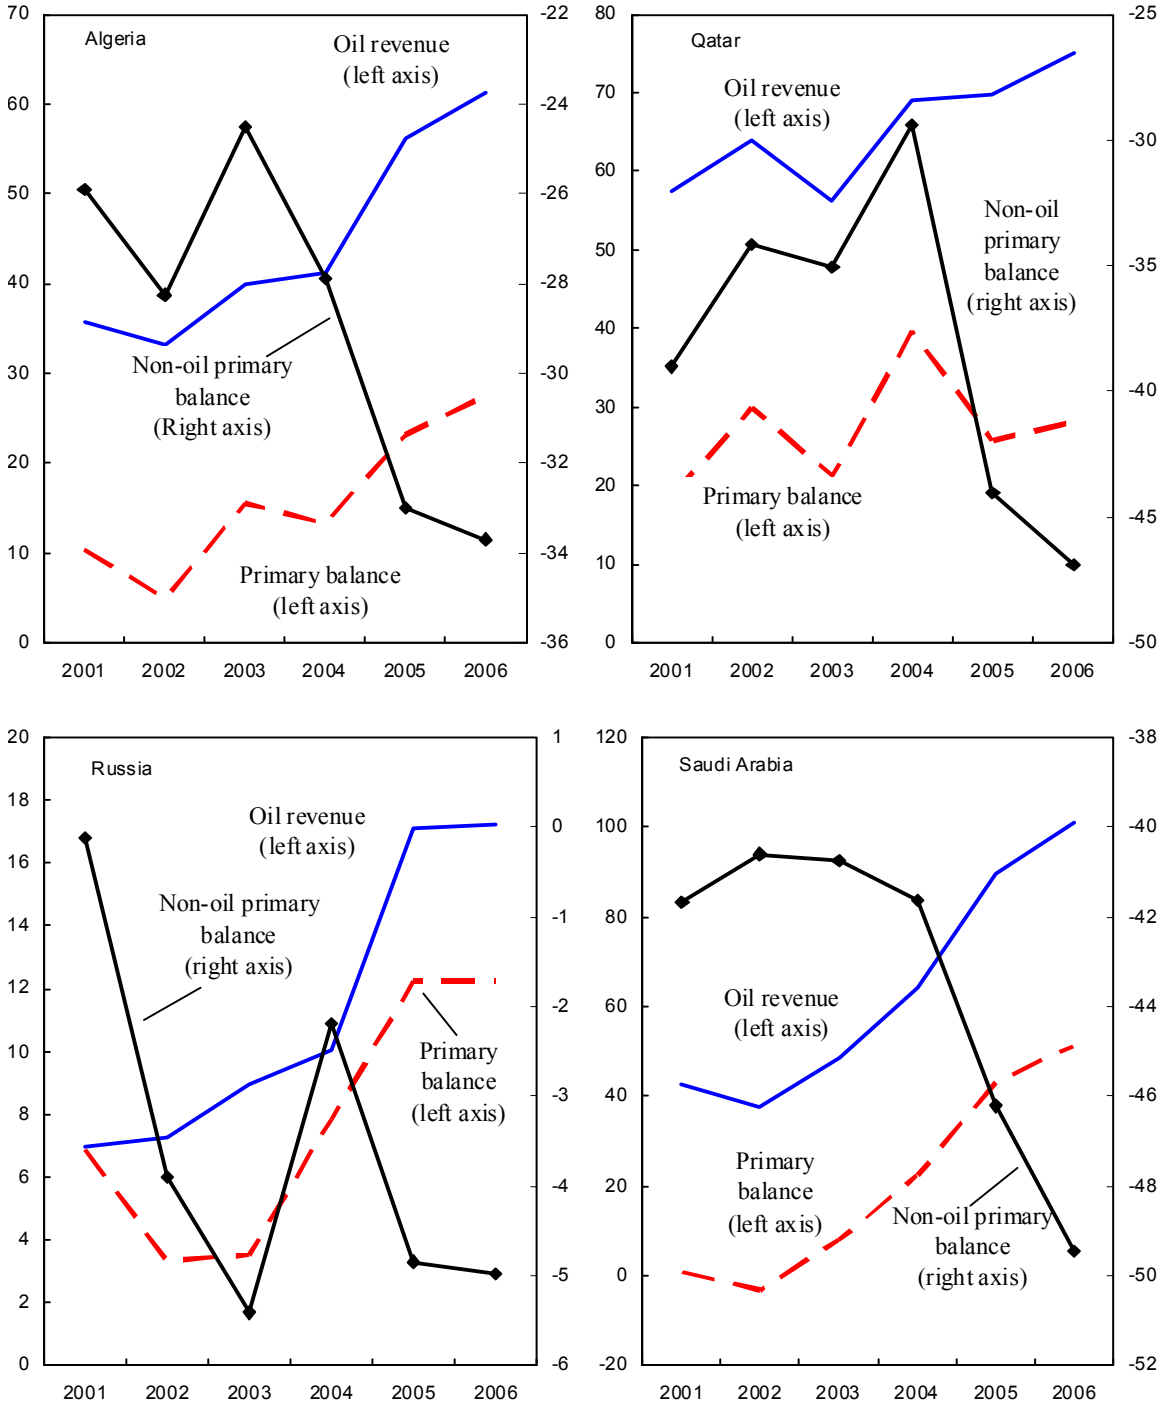 Algeria
Oil revenue
(left axis)
Non-oil primary
balance
(Right axis)
Primary balance
(left axis)
70
60
50
40
30
20
10
0
-22
-24
-26
-28
-30
-32
-34
-36
2001 2002 2003 2004 2005 2006
Qatar
Oil revenue
(left axis)
Non-oil
primary
balance
(right axis)
Primary balance
(left axis)
80
70
60
50
40
30
20
10
0
-25
-30
-35
-40
-45
-50
2001 2002 2003 2004 2005 2006
Russia
Oil revenue
(left axis)
Non-oil primary
balance
(right axis)
Primary
balance
(left axis)
20
18
16
14
12
10
8
6
4
2
0
1
0
-1
-2
-3
-4
-5
-6
2001 2002 2003 2004 2005 2006
Saudi Arabia
Oil revenue
(left axis)
Primary
balance
(left axis)
Non-oil primary
balance
(right axis)
120
100
80
60
40
20
0
-20
-38
-40
-42
-44
-46
-48
-50
-52
2001 2002 2003 2004 2005 2006